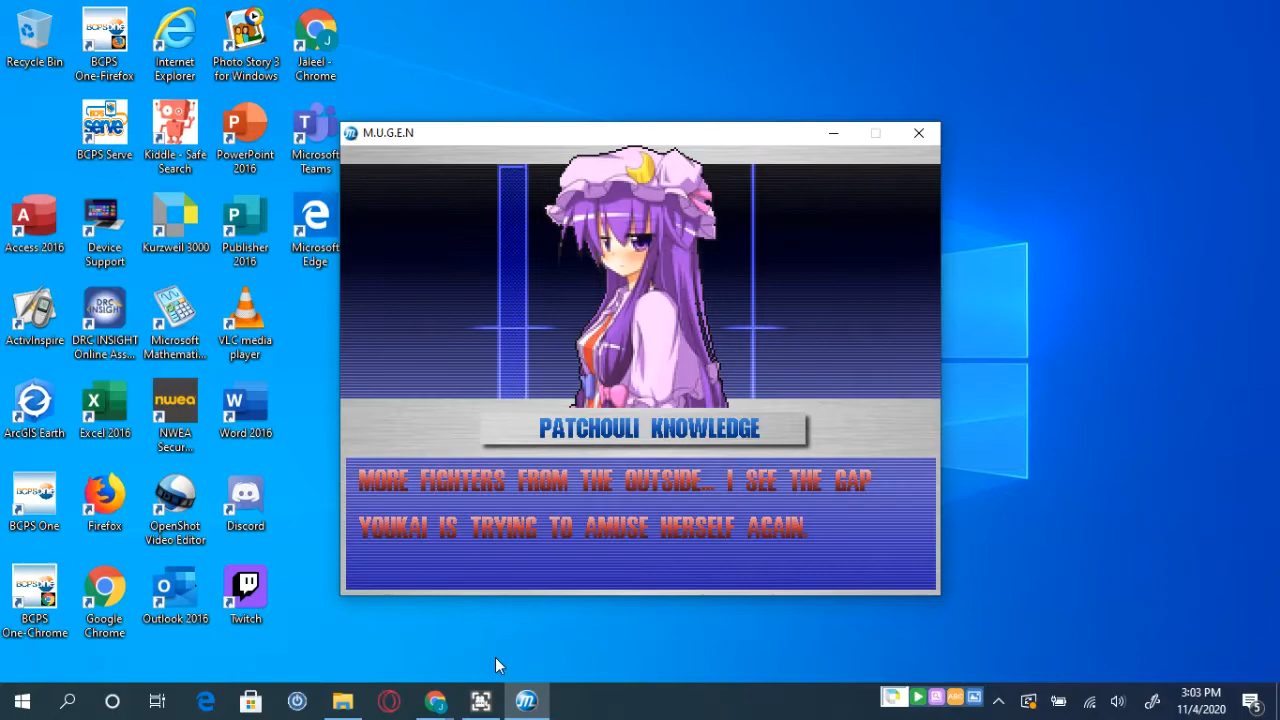 Recycle Bin
BCPS
One-Firefox
Internet
Explorer
Photo Story 3
for Windows
Jaleel -
Chrome
BCPS Serve
Kiddle - Safe
Search
PowerPoint
2016
Microsoft
Teams
Access 2016
Device
Support
Kurzweil 3000
Publisher
2016
Microsoft
Edge
ActivInspire
DRC INSIGHT
Online Ass...
Microsoft
Mathemati...
VLC media
player
ArcGIS Earth
Excel 2016
NWEA
Secur...
Word 2016
BCPS One
Firefox
OpenShot
Video Editor
Discord
BCPS
One-Chrome
Google
Chrome
Outlook 2016
Twitch
M.U.G.E.N
PATCHOULI KNOWLEDGE
MORE FIGHTERS FROM THE OUTSIDE... I SEE THE GAP
YOUKAI IS TRYING TO AMUSE HERSELF AGAIN.
3:03 PM
11/4/2020
5